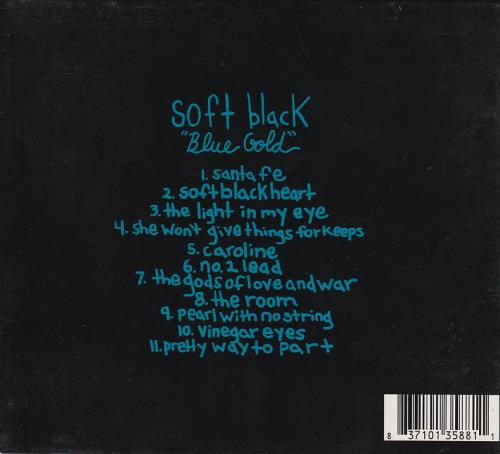 soft black
"Blue Gold"
1. santa fe
2. soft black heart
3. the light in my eye
4. she won't give things for keeps
5. caroline
6. no. 2 lead
7. the gods of love and war
8. the room
9. pearl with no string
10. vinegar eyes
11. pretty way to part
8 37101 35881 1